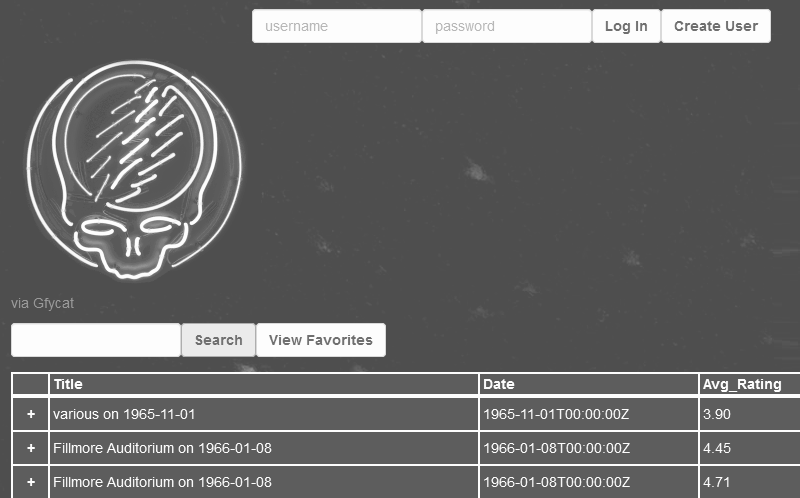 username password Log In Create User
via Gfycat
Search View Favorites
Title Date Avg_Rating
+ various on 1965-11-01 1965-11-01T00:00:00Z 3.90
+ Fillmore Auditorium on 1966-01-08 1966-01-08T00:00:00Z 4.45
+ Fillmore Auditorium on 1966-01-08 1966-01-08T00:00:00Z 4.71